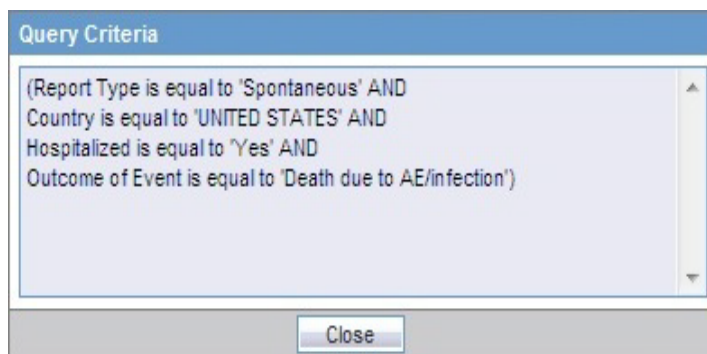 Query Criteria
(Report Type is equal to 'Spontaneous' AND
Country is equal to 'UNITED STATES' AND
Hospitalized is equal to 'Yes' AND
Outcome of Event is equal to 'Death due to AE/infection')
Close